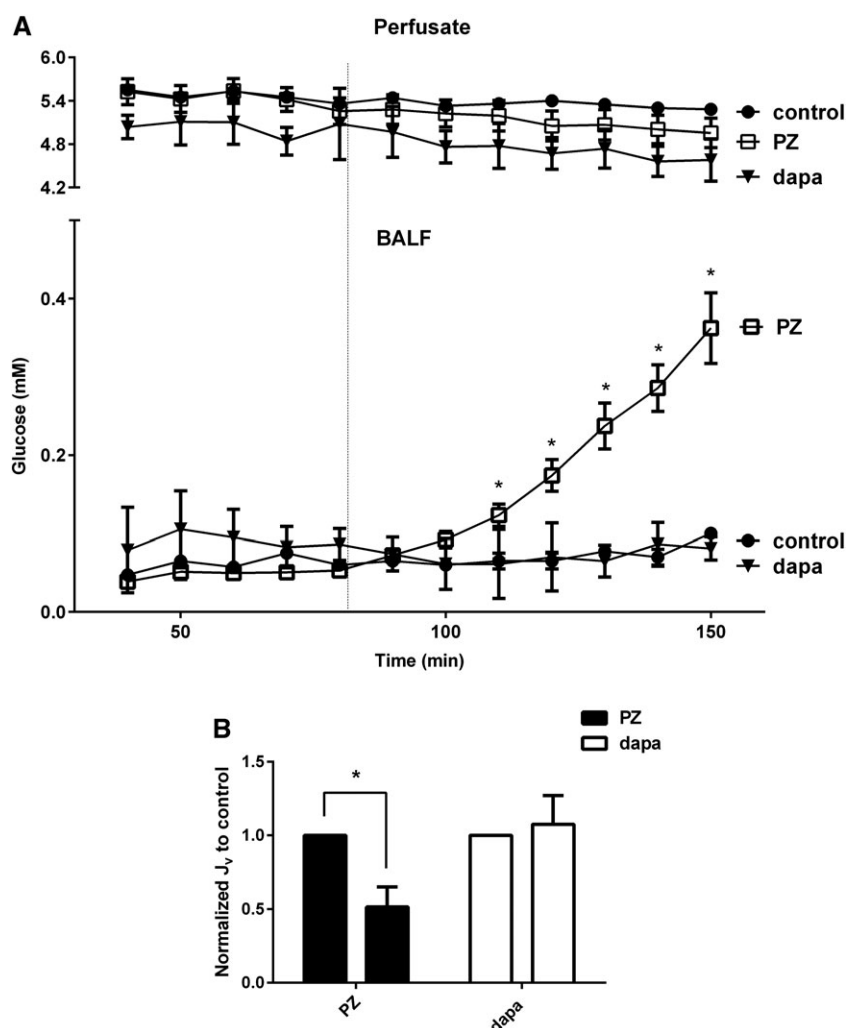 A
Perfusate
6.0
5.4
4.8
4.2
control
PZ
dapa
BALF
0.4
0.2
0.0
Glucose (mM)
*
*
*
*
*
PZ
control
dapa
50
100
150
Time (min)
B
PZ
dapa
1.5
1.0
0.5
0.0
Normalized Jv to control
*
PZ
dapa